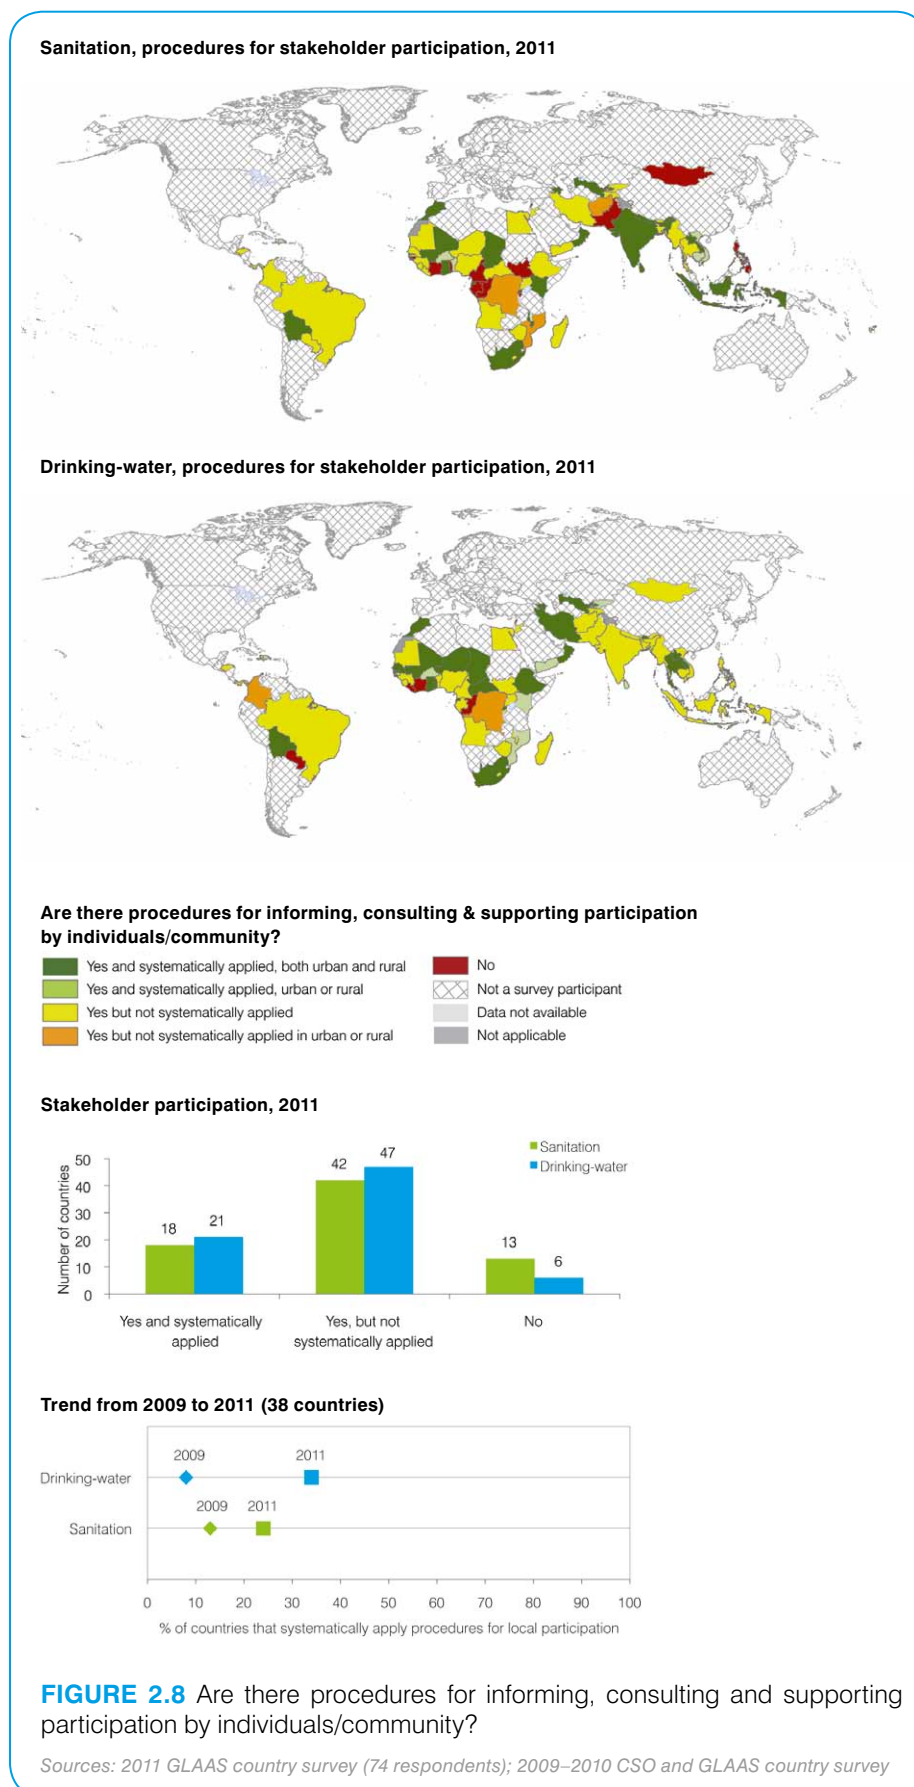 Sanitation, procedures for stakeholder participation, 2011
Drinking-water, procedures for stakeholder participation, 2011
Are there procedures for informing, consulting & supporting participation
by individuals/community?
Yes and systematically applied, both urban and rural
Yes and systematically applied, urban or rural
Yes but not systematically applied
Yes but not systematically applied in urban or rural
No
Not a survey participant
Data not available
Not applicable
Stakeholder participation, 2011
Number of countries
50
40
30
20
10
0
18
21
42
47
13
6
Sanitation
Drinking-water
Yes and systematically
applied
Yes, but not
systematically applied
No
Trend from 2009 to 2011 (38 countries)
2009
2011
Drinking-water
2009
2011
Sanitation
0 10 20 30 40 50 60 70 80 90 100
% of countries that systematically apply procedures for local participation
FIGURE 2.8 Are there procedures for informing, consulting and supporting
participation by individuals/community?
Sources: 2011 GLAAS country survey (74 respondents); 2009–2010 CSO and GLAAS country survey